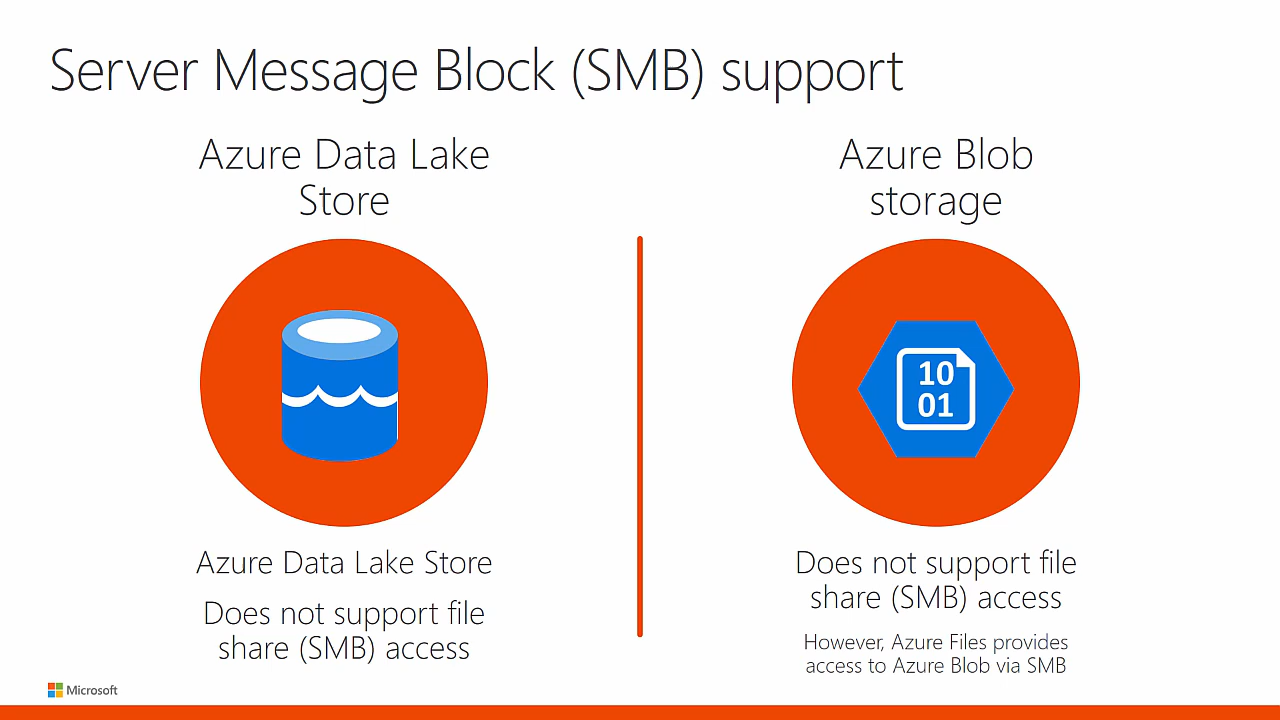 Server Message Block (SMB) support
Azure Data Lake
Store
Azure Data Lake Store
Does not support file
share (SMB) access
Azure Blob
storage
10
01
Does not support file
share (SMB) access
However, Azure Files provides
access to Azure Blob via SMB
Microsoft